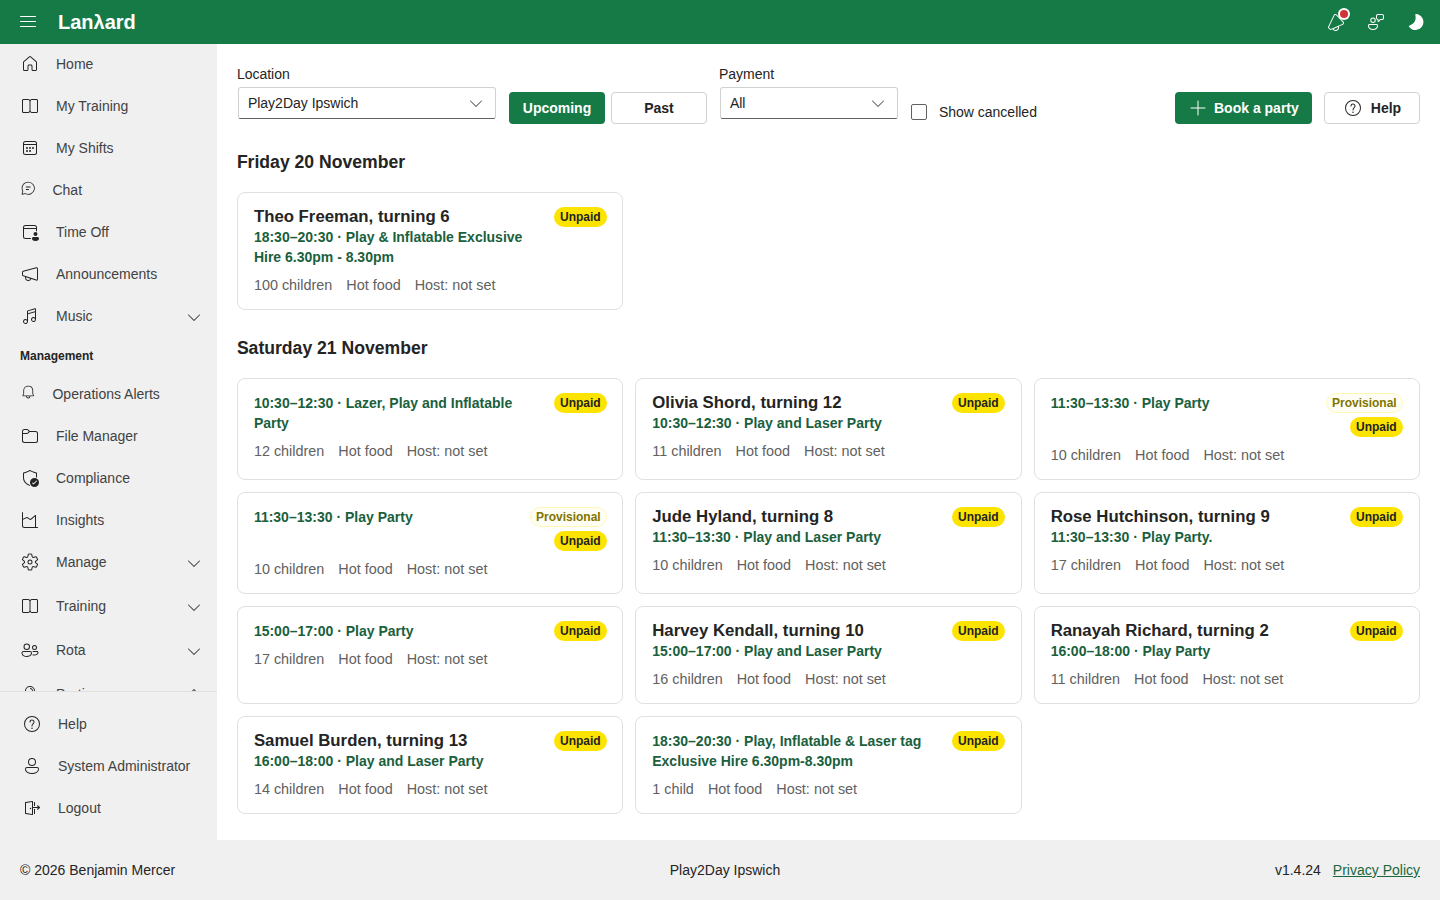 Lanλard
Home
My Training
My Shifts
Chat
Time Off
Announcements
Music
Management
Operations Alerts
File Manager
Compliance
Insights
Manage
Training
Rota
Help
System Administrator
Logout
Location
Play2Day Ipswich
Upcoming
Past
Payment
All
Show cancelled
Book a party
Help
Friday 20 November
Theo Freeman, turning 6
Unpaid
18:30–20:30 · Play & Inflatable Exclusive
Hire 6.30pm - 8.30pm
100 children Hot food Host: not set
Saturday 21 November
10:30–12:30 · Lazer, Play and Inflatable
Party
Unpaid
12 children Hot food Host: not set
Olivia Shord, turning 12
Unpaid
10:30–12:30 · Play and Laser Party
11 children Hot food Host: not set
11:30–13:30 · Play Party
Provisional
Unpaid
10 children Hot food Host: not set
11:30–13:30 · Play Party
Provisional
Unpaid
10 children Hot food Host: not set
Jude Hyland, turning 8
Unpaid
11:30–13:30 · Play and Laser Party
10 children Hot food Host: not set
Rose Hutchinson, turning 9
Unpaid
11:30–13:30 · Play Party.
17 children Hot food Host: not set
15:00–17:00 · Play Party
Unpaid
17 children Hot food Host: not set
Harvey Kendall, turning 10
Unpaid
15:00–17:00 · Play and Laser Party
16 children Hot food Host: not set
Ranayah Richard, turning 2
Unpaid
16:00–18:00 · Play Party
11 children Hot food Host: not set
Samuel Burden, turning 13
Unpaid
16:00–18:00 · Play and Laser Party
14 children Hot food Host: not set
18:30–20:30 · Play, Inflatable & Laser tag
Exclusive Hire 6.30pm-8.30pm
Unpaid
1 child Hot food Host: not set
© 2026 Benjamin Mercer
Play2Day Ipswich
v1.4.24 Privacy Policy